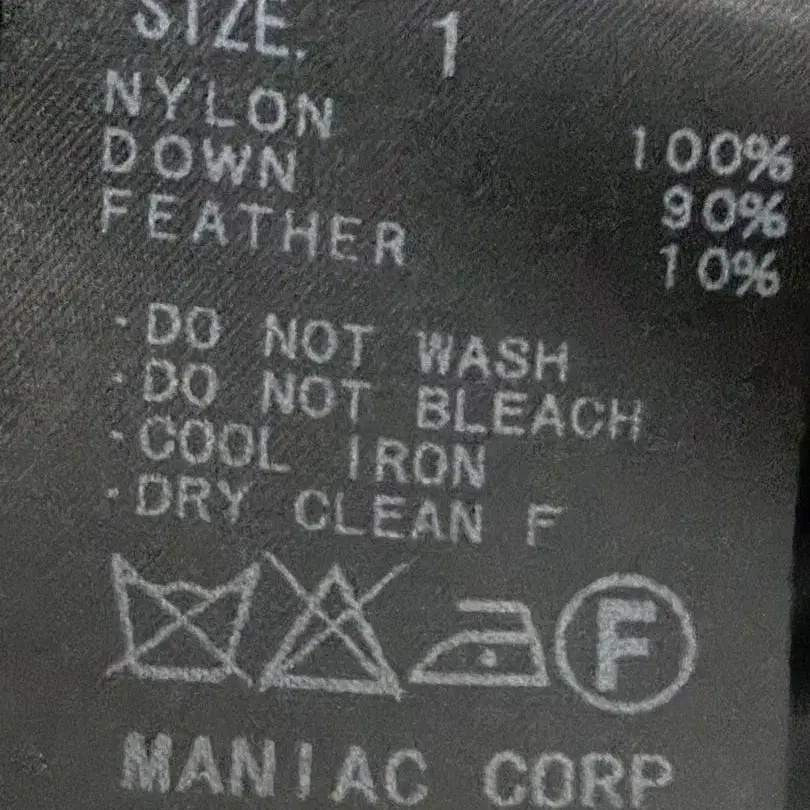 SIZE. 1
NYLON 100%
DOWN 90%
FEATHER 10%
·DO NOT WASH
·DO NOT BLEACH
·COOL IRON
·DRY CLEAN F
F
MANIAC CORP